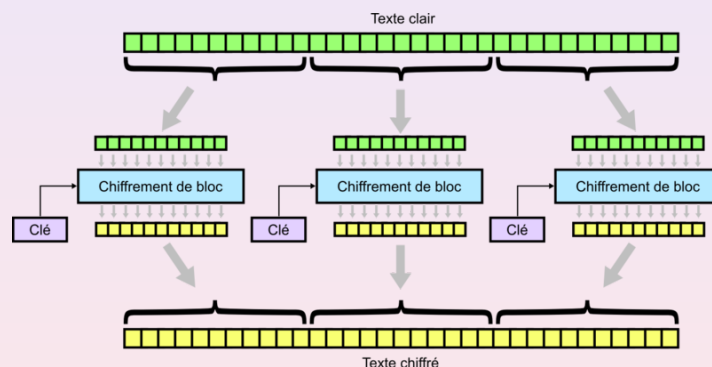 Texte clair
Chiffrement de bloc
Chiffrement de bloc
Chiffrement de bloc
Clé
Clé
Clé
Texte chiffré